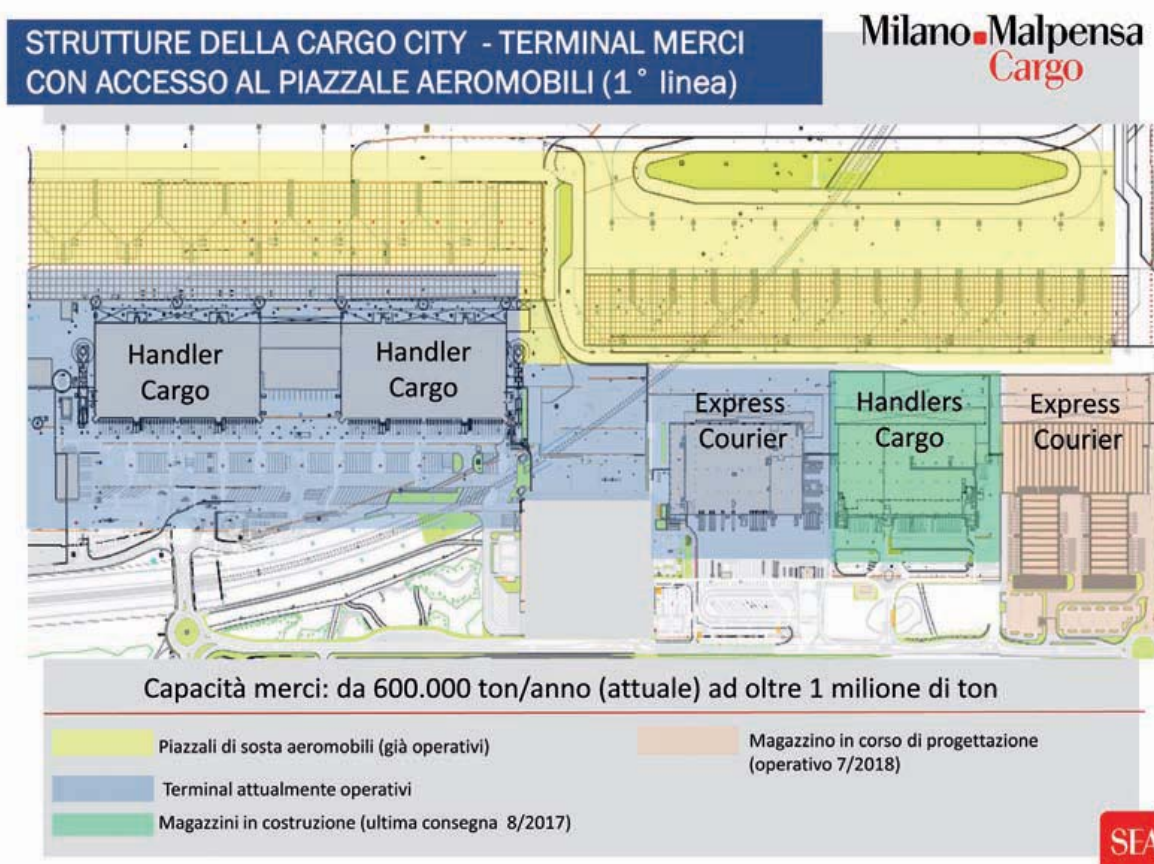 STRUTTURE DELLA CARGO CITY - TERMINAL MERCI
CON ACCESSO AL PIAZZALE AEROMOBILI (1° linea)
Milano Malpensa
Cargo
Handler
Cargo
Handler
Cargo
Express
Courier
Handlers
Cargo
Express
Courier
Capacità merci: da 600.000 ton/anno (attuale) ad oltre 1 milione di ton
Piazzali di sosta aeromobili (già operativi)
Terminal attualmente operativi
Magazzini in costruzione (ultima consegna 8/2017)
Magazzino in corso di progettazione
(operativo 7/2018)
SEA